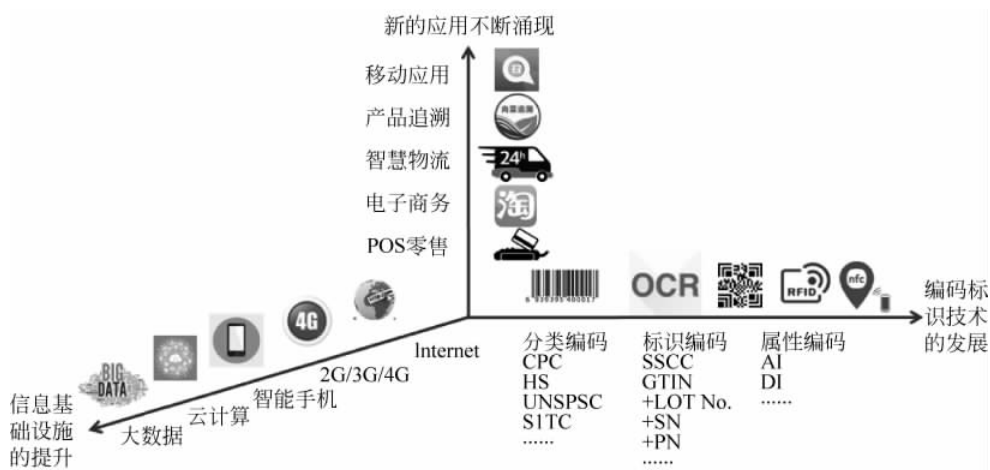 新的应用不断涌现
移动应用
产品追溯
智慧物流
24h
电子商务
淘
POS零售
OCR
RFID
nfc
编码标
识技术
的发展
4G
BIG
DATA
Internet
2G/3G/4G
智能手机
云计算
大数据
信息基
础设施
的提升
分类编码
CPC
HS
UNSPSC
S1TC
……
标识编码
SSCC
GTIN
+LOT No.
+SN
+PN
……
属性编码
AI
DI
……